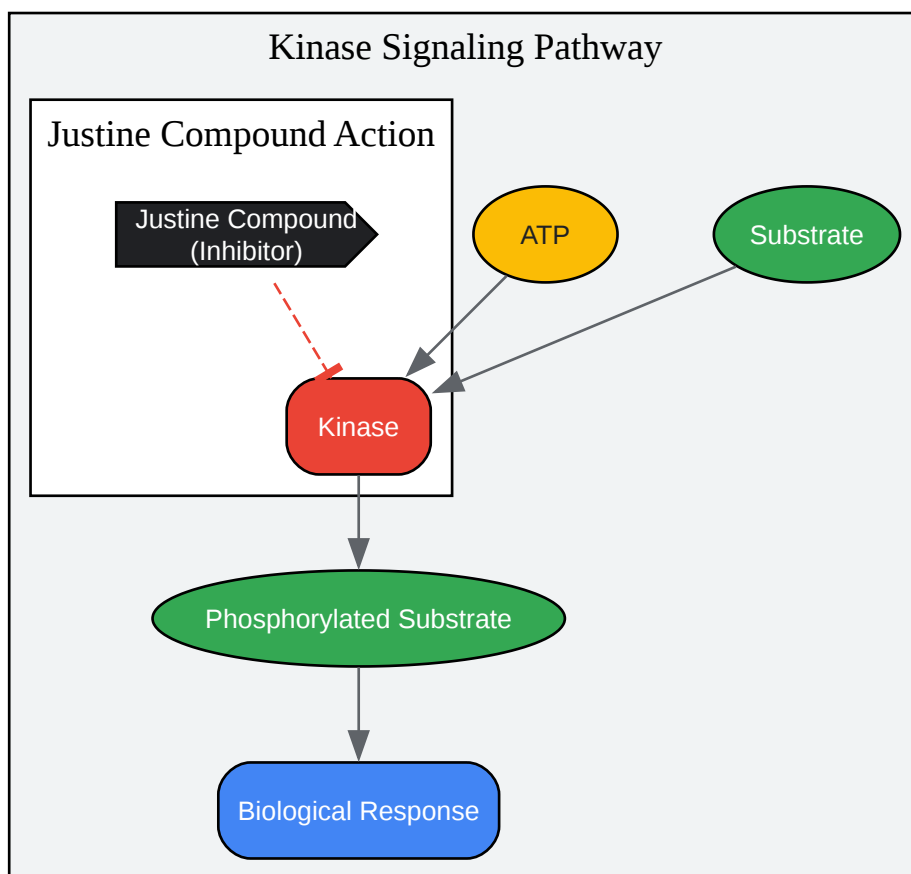 Kinase Signaling Pathway
Justine Compound Action
Justine Compound
(Inhibitor)
ATP
Substrate
Kinase
Phosphorylated Substrate
Biological Response